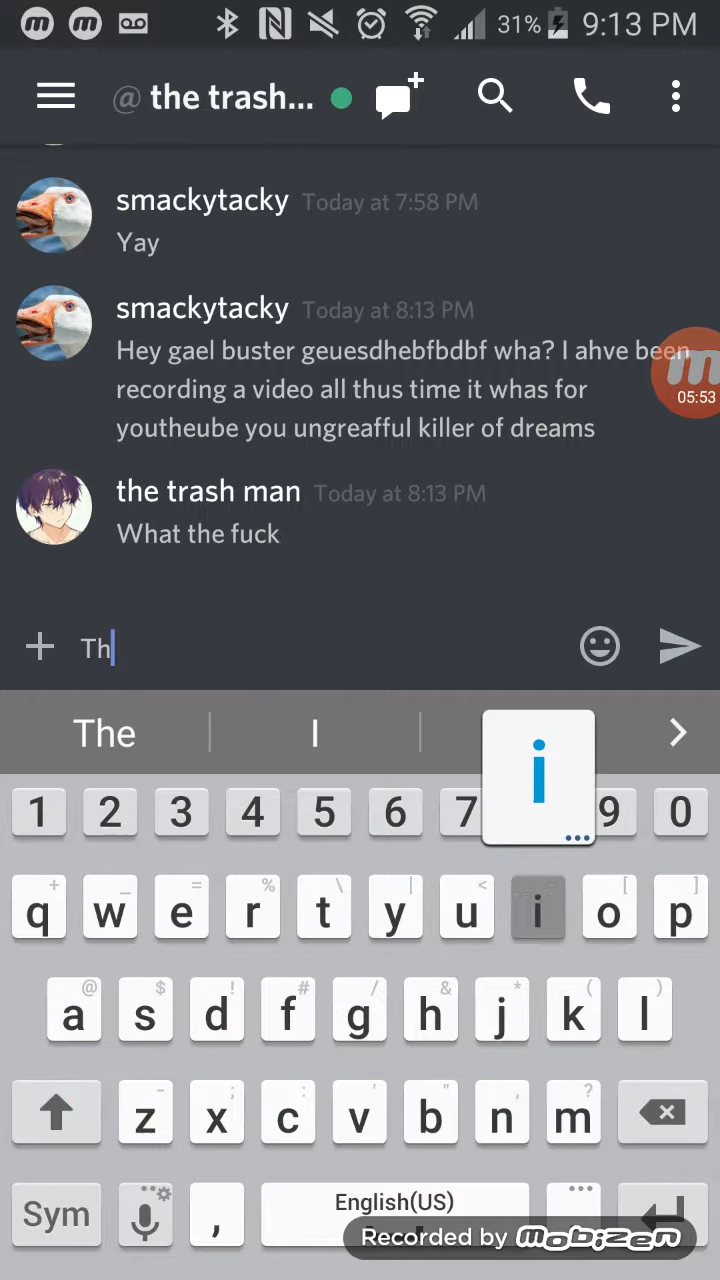 31% 9:13 PM
@ the trash...
smackytacky Today at 7:58 PM
Yay
smackytacky Today at 8:13 PM
Hey gael buster geuesdhebfbdbf wha? I ahve been
recording a video all thus time it whas for
youtheube you ungreafful killer of dreams
05:53
the trash man Today at 8:13 PM
What the fuck
Th
The I
i
1 2 3 4 5 6 7 9 0
q w e r t y u i o p
a s d f g h j k l
z x c v b n m
Sym , English(US)
Recorded by mobizen